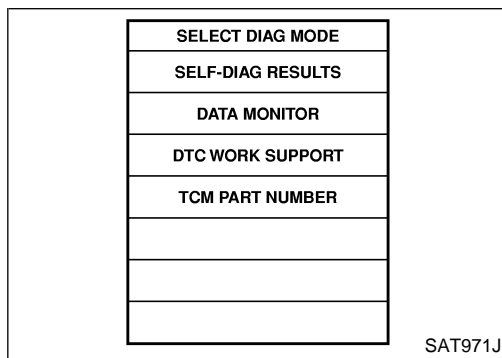 SELECT DIAG MODE
SELF-DIAG RESULTS
DATA MONITOR
DTC WORK SUPPORT
TCM PART NUMBER
SAT971J